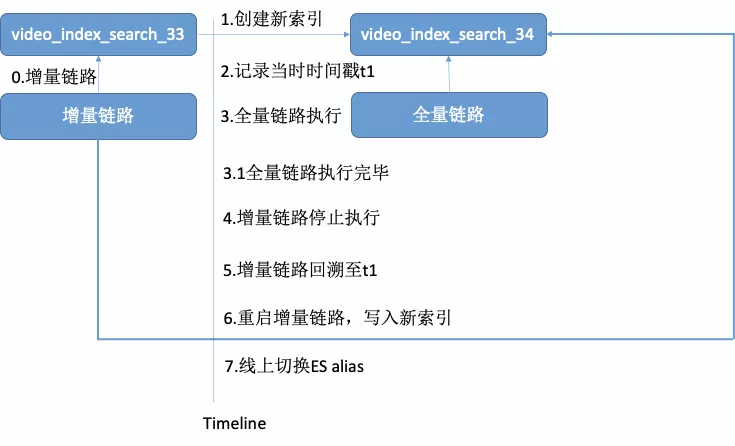 video_index_search_33
1.创建新索引
video_index_search_34
0.增量链路
2.记录当时时间戳t1
增量链路
3.全量链路执行
全量链路
3.1全量链路执行完毕
4.增量链路停止执行
5.增量链路回溯至t1
6.重启增量链路，写入新索引
7.线上切换ES alias
Timeline